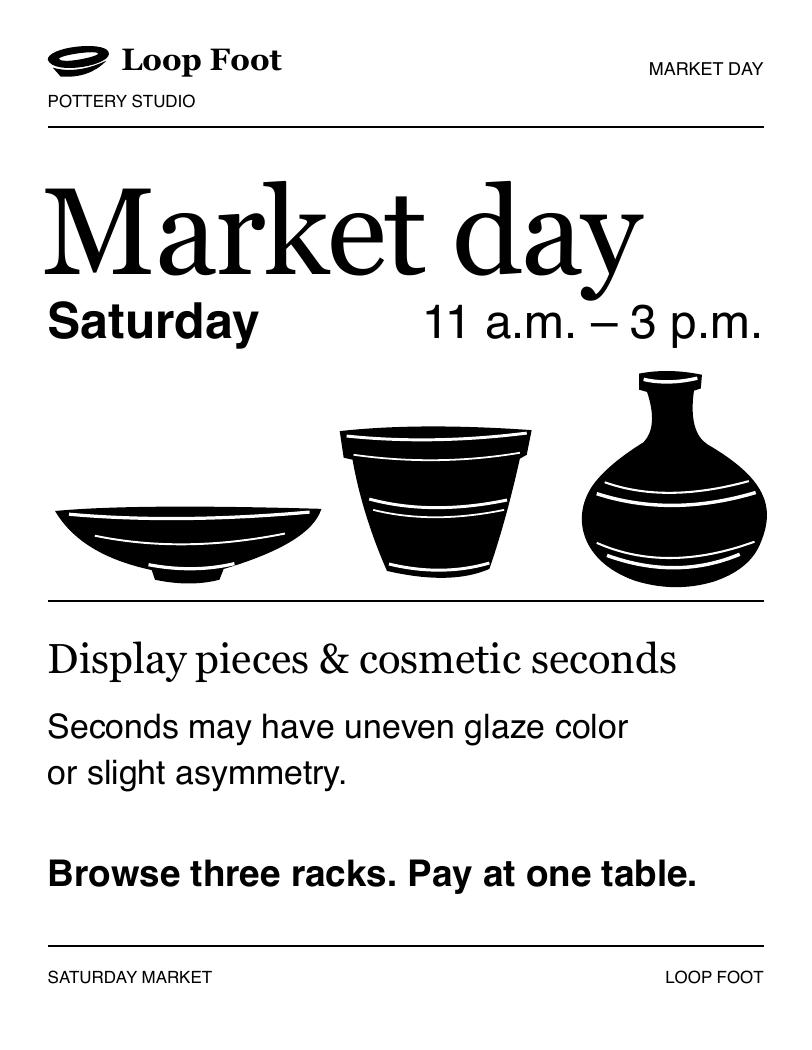 Loop Foot
MARKET DAY
POTTERY STUDIO
Market day
Saturday
11 a.m. – 3 p.m.
Display pieces & cosmetic seconds
Seconds may have uneven glaze color
or slight asymmetry.
Browse three racks. Pay at one table.
SATURDAY MARKET
LOOP FOOT